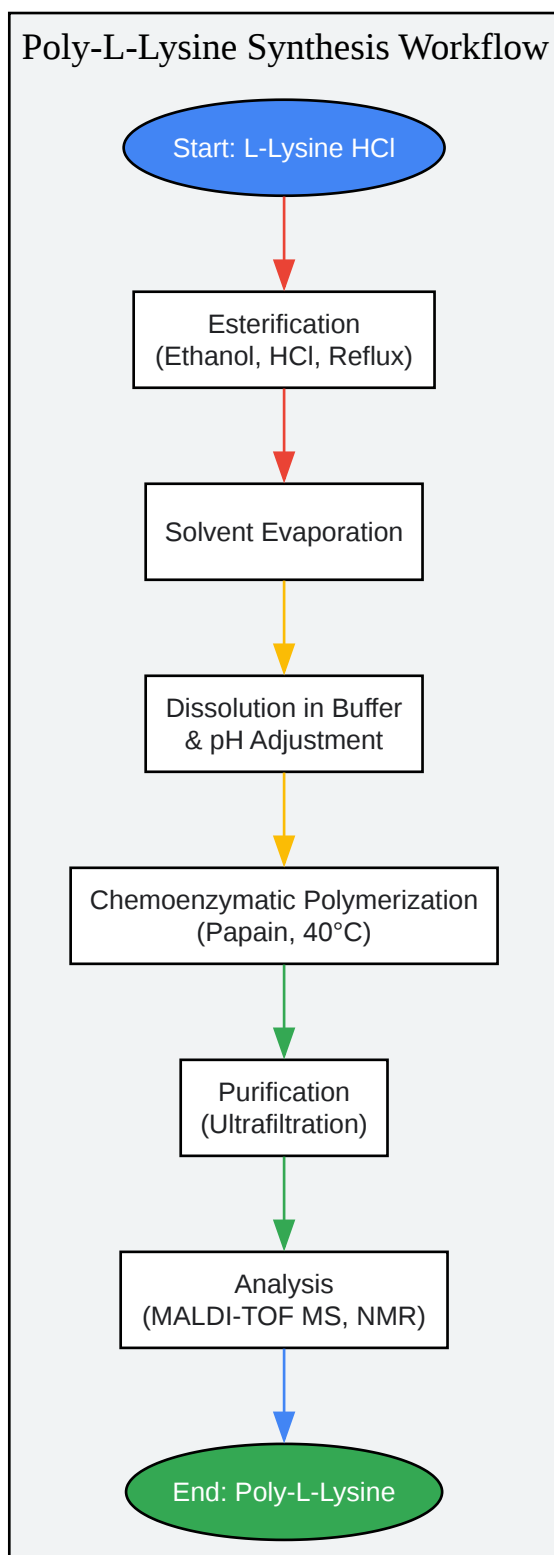 Poly-L-Lysine Synthesis Workflow
Start: L-Lysine HCl
Esterification
(Ethanol, HCl, Reflux)
Solvent Evaporation
Dissolution in Buffer
& pH Adjustment
Chemoenzymatic Polymerization
(Papain, 40°C)
Purification
(Ultrafiltration)
Analysis
(MALDI-TOF MS, NMR)
End: Poly-L-Lysine